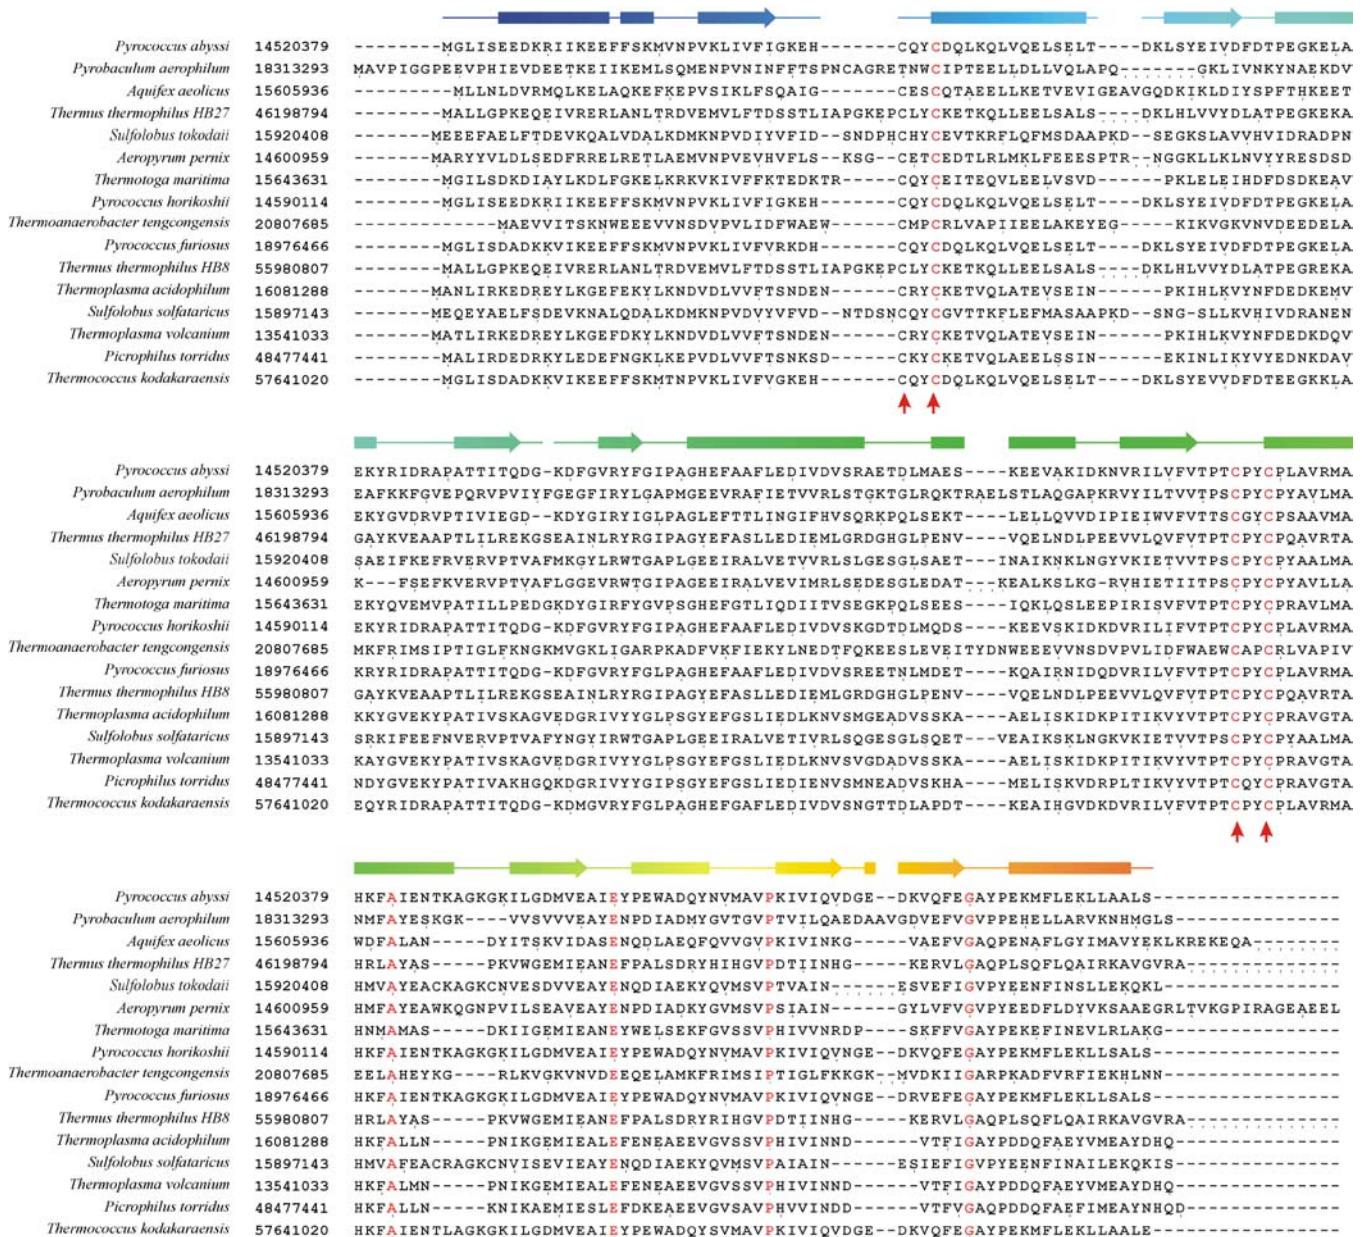 Pyrococcus abyssi 14520379 --------MGLISEEDKRIIKEEFFSKMVNPVKLIVFIGKEH-------CQYCDQLKQLVQELSELT----DKLSYEIVDFDTPEGKELA
Pyrobaculum aerophilum 18313293 MAVPIGGPEEVPHIEVDEETKEIIKEMLSQMENPVNINFFTSPNCAGRETNWCIPTEELLDLLVQLAPQ-------GKLIVNKYNAEKDV
Aquifex aeolicus 15605936 --------MLLNLDVRMQLKELAQKEFKEPVSIKLFSQAIG-------CESCQTAEELLKETVEVIGEAVGQDKIKLDIYSPFTHKEET
Thermus thermophilus HB27 46198794 -------MALLGPKEQEIVRERLANLTRDVEMVLFTDSSTLIAPGKEPCLYCKETKQLLEELSALS----DKLHLVVYDLATPEGKEKA
Sulfolobus tokodaii 15920408 -------MEEEFAELFTDEVKQALVDALKDMKNPVDIYVFID--SNDPHCHYCEVTKRFLQFMSDAAPKD--SEGKSLAVVHVIDRADPN
Aeropyrum pernix 14600959 -------MARYYVLDLSEDFRRELRETLAEMVNPVEVHVFLS--KSG--CETCEDTLRLMKLFEEESPTR--NGGKLLKLNVYYRESDSD
Thermotoga maritima 15643631 --------MGILSDKDIAYLKDLFGKELKRKVKIVFFKTEDKTR-----CQYCEITEQVLEELVSVD-----PKLELEIHDFDSDKEAV
Pyrococcus horikoshii 14590114 --------MGLISEEDKRIIKEEFFSKMVNPVKLIVFIGKEH-------CQYCDQLKQLVQELSELT----DKLSYEIVDFDTPEGKELA
Thermoanaerobacter tengcongensis 20807685 -------------MAEVVITSKNWEEEVVNSDVPVLIDFWAEW------CMPCRLVAPIIEELAKEYEG-----KIKVGKVNVDEDELA
Pyrococcus furiosus 18976466 --------MGLISDADKKVIKEEFFSKMVNPVKLIVFVRKDH-------CQYCDQLKQLVQELSELT----DKLSYEIVDFDTPEGKELA
Thermus thermophilus HB8 55980807 -------MALLGPKEQEIVRERLANLTRDVEMVLFTDSSTLIAPGKEPCLYCKETKQLLEELSALS----DKLHLVVYDLATPEGREKA
Thermoplasma acidophilum 16081288 -------MANLIRKEDREYLKGEFEKYLKNDVDLVVFTSNDEN------CRYCKETVQLATEVSEIN-----PKIHLKVYNFDEDKEMV
Sulfolobus solfataricus 15897143 -------MEQEYAELFSDEVKNALQDALKDMKNPVDVYVFVD--NTDSNCQYCGVTTKFLEFMASAAPKD--SNG-SLLKVHIVDRANEN
Thermoplasma volcanium 13541033 -------MATLIRKEDREYLKGEFDKYLKNDVDLVVFTSNDEN------CRYCKETVQLATEVSEIN-----PKIHLKVYNFDEDKDQV
Picrophilus torridus 48477441 -------MALIRDEDRKYLEDEFNGKLKEPVDLVVFTSNKSD-------CKYCKETVQLAEELSSIN-----EKINLIKYVYEDNKDAV
Thermococcus kodakaraensis 57641020 --------MGLISDADKKVIKEEFFSKMTNPVKLIVFVGKEH-------CQYCDQLKQLVQELSELT----DKLSYEVVDFDTEEGKKLA
Pyrococcus abyssi 14520379 EKYRIDRAPATTITQDG-KDFGVRYFGIPAGHEFAAFLEDIVDVSRAETDLMAES----KEEVAKIDKNVRILVFVTPTCPYCPLAVRMA
Pyrobaculum aerophilum 18313293 EAFKKFGVEPQRVPVIYFGEGFIRYLGAPMGEEVRAFIETVVRLSTGKTGLRQKTRAELSTLAQGAPKRVYILTVVTPSCPYCPYAVLMA
Aquifex aeolicus 15605936 EKYGVDRVPTIVIEGD--KDYGIRYIGLPAGLEFTTLINGIFHVSQRKPQLSEKT----LELLQVVDIPIEIWVFVTTSCGYCPSAAVMA
Thermus thermophilus HB27 46198794 GAYKVEAAPTLILREKGSEAINLRYRGIPAGYEFASLLEDIEMLGRDGHGLPENV----VQELNDLPEEVVLQVFVTPTCPYCPQAVRTA
Sulfolobus tokodaii 15920408 SAEIFKEFRVERVPTVAFMKGYLRWTGAPLGEEIRALVETVVRLSLGESGLSAET---INAIKNKLNGYVKIETVVTPSCPYCPYAALMA
Aeropyrum pernix 14600959 K---FSEFKVERVPTVAFLGGEVRWTGIPAGEEIRALVEVIMRLSEDESGLEDAT----KEALKSLKG-RVHIETIITPSCPYCPYAVLLA
Thermotoga maritima 15643631 EKYQVEMVPATILLPEDGKDYGIRFYGVPSGHEFGTLIQDIITVSEGKPQLSEES----IQKLQSLEEPIRISVFVTPTCPYCPRAVLMA
Pyrococcus horikoshii 14590114 EKYRIDRAPATTITQDG-KDFGVRYFGIPAGHEFAAFLEDIVDVSKGDTDLMQDS----KEEVSKIDKDVRILIFVTPTCPYCPLAVRMA
Thermoanaerobacter tengcongensis 20807685 MKFRIMSIPTIGLFKNGKMVGKLIGARPKADFVKFIEKYLNEDTFQKEESLEVEITYDNWEEEVVNSDVPVLIDFWAEWCAPCRLVAPIV
Pyrococcus furiosus 18976466 KRYRIDRAPATTITQDG-KDFGVRYFGIPAGHEFAAFLEDIVDVSREETNLMDET----KQAIRNIDQDVRILVFVTPTCPYCPLAVRMA
Thermus thermophilus HB8 55980807 GAYKVEAAPTLILREKGSEAINLRYRGIPAGYEFASLLEDIEMLGRDGHGLPENV----VQELNDLPEEVVLQVFVTPTCPYCPQAVRTA
Thermoplasma acidophilum 16081288 KKYGVEKYPATIVSKAGVEDGRIVYYGLPSGYEFGSLIEDLKNVSMGEADVSSKA----AELISKIDKPITIKVYVTPTCPYCPRAVGTA
Sulfolobus solfataricus 15897143 SRKIFEEFNVERVPTVAFYNGYIRWTGAPLGEEIRALVETIVRLSQGESGLSQET---VEAIKSKLNGKVKIETVVTPSCPYCPYAALMA
Thermoplasma volcanium 13541033 KAYGVEKYPATIVSKAGVEDGRIVYYGLPSGYEFGSLIEDLKNVSVGDADVSSKA----AELISKIDKPITIKVYVTPTCPYCPRAVGTA
Picrophilus torridus 48477441 NDYGVEKYPATIVAKHGQKDGRIVYYGLPSGYEFGSLIEDIENVSMNEADVSKHA----MELISKVDRPLTIKVYVTPTCQYCPRAVGTA
Thermococcus kodakaraensis 57641020 EQYRIDRAPATTITQDG-KDMGVRYFGLPAGHEFGAFLEDIVDVSNGTTDLAPDT----KEAIHGVDKDVRILVFVTPTCPYCPLAVRMA
Pyrococcus abyssi 14520379 HKFAIENTKAGKGKILGDMVEAIEYPEWADQYNVMAVPKIVIQVDGE--DKVQFEGAYPEKMFLEKLLAALS-----------------
Pyrobaculum aerophilum 18313293 NMFAYESKGK----VVSVVVEAYENPDIADMYGVTGVPTVILQAEDAAVGDVEFVGVPPEHELLARVKNHMGLS---------------
Aquifex aeolicus 15605936 WDFALAN-----DYITSKVIDASENQDLAEQFQVVGVPKIVINKG-----VAEFVGAQPENAFLGYIMAVYEKLKREKEQA--------
Thermus thermophilus HB27 46198794 HRLAYAS-----PKVWGEMIEANEFPALSDRYHIHGVPDTIINHG-----KERVLGAQPLSQFLQAIRKAVGVRA--------------
Sulfolobus tokodaii 15920408 HMVAYEACKAGKCNVESDVVEAYENQDIAEKYQVMSVPTVAIN------ESVEFIGVPYEENFINSLLEKQKL----------------
Aeropyrum pernix 14600959 HMFAYEAWKQGNPVILSEAVEAYENPDIADKYGVMSVPSIAIN------GYLVFVGVPYEEDFLDYVKSAAEGRLTVKGPIRAGEAEEL
Thermotoga maritima 15643631 HNMAMAS-----DKIIGEMIEANEYWELSEKFGVSSVPHIVVNRDP----SKFFVGAYPEKEFINEVLRLAKG----------------
Pyrococcus horikoshii 14590114 HKFAIENTKAGKGKILGDMVEAIEYPEWADQYNVMAVPKIVIQVNGE--DKVQFEGAYPEKMFLEKLLSALS-----------------
Thermoanaerobacter tengcongensis 20807685 EELAHEYKG---RLKVGKVNVDEEQELAMKFRIMSIPTIGLFKKGK--MVDKIIGARPKADFVRFIEKHLNN-----------------
Pyrococcus furiosus 18976466 HKFAIENTKAGKGKILGDMVEAIEYPEWADQYNVMAVPKIVIQVNGE--DRVEFEGAYPEKMFLEKLLSALS-----------------
Thermus thermophilus HB8 55980807 HRLAYAS-----PKVWGEMIEANEFPALSDRYRIHGVPDTIINHG-----KERVLGAQPLSQFLQAIRKAVGVRA--------------
Thermoplasma acidophilum 16081288 HKFALLN-----PNIKGEMIEALEFENEAEEVGVSSVPHIVINND-----VTFIGAYPDDQFAEYVMEAYDHQ---------------
Sulfolobus solfataricus 15897143 HMVAFEACRAGKCNVISEVIEAYENQDIAEKYQVMSVPAIAIN------ESIEFIGVPYEENFINAILEKQKIS---------------
Thermoplasma volcanium 13541033 HKFALMN-----PNIKGEMIEALEFENEAEEVGVSSVPHIVINND-----VTFIGAYPDDQFAEYVMEAYDHQ---------------
Picrophilus torridus 48477441 HKFALLN-----KNIKAEMIESLEFDKEAEEVGVSAVPHVVINDD-----VTFVGAQPDDQFAEFIMEAYNHQD--------------
Thermococcus kodakaraensis 57641020 HKFAIENTLAGKGKILGDMVEAIEYPEWADQYSVMAVPKIVIQVDGE--DKVQFEGAYPEKMFLEKLLAALE-----------------